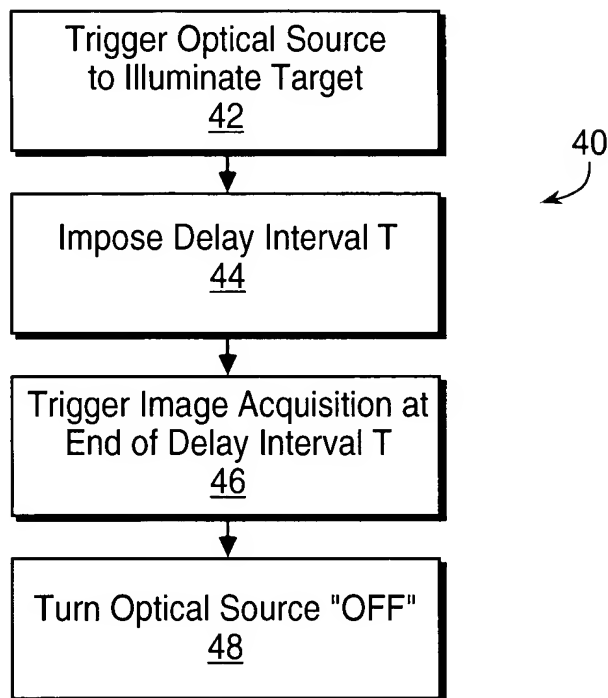 Trigger Optical Source
to Illuminate Target
42
40
Impose Delay Interval T
44
Trigger Image Acquisition at
End of Delay Interval T
46
Turn Optical Source "OFF"
48